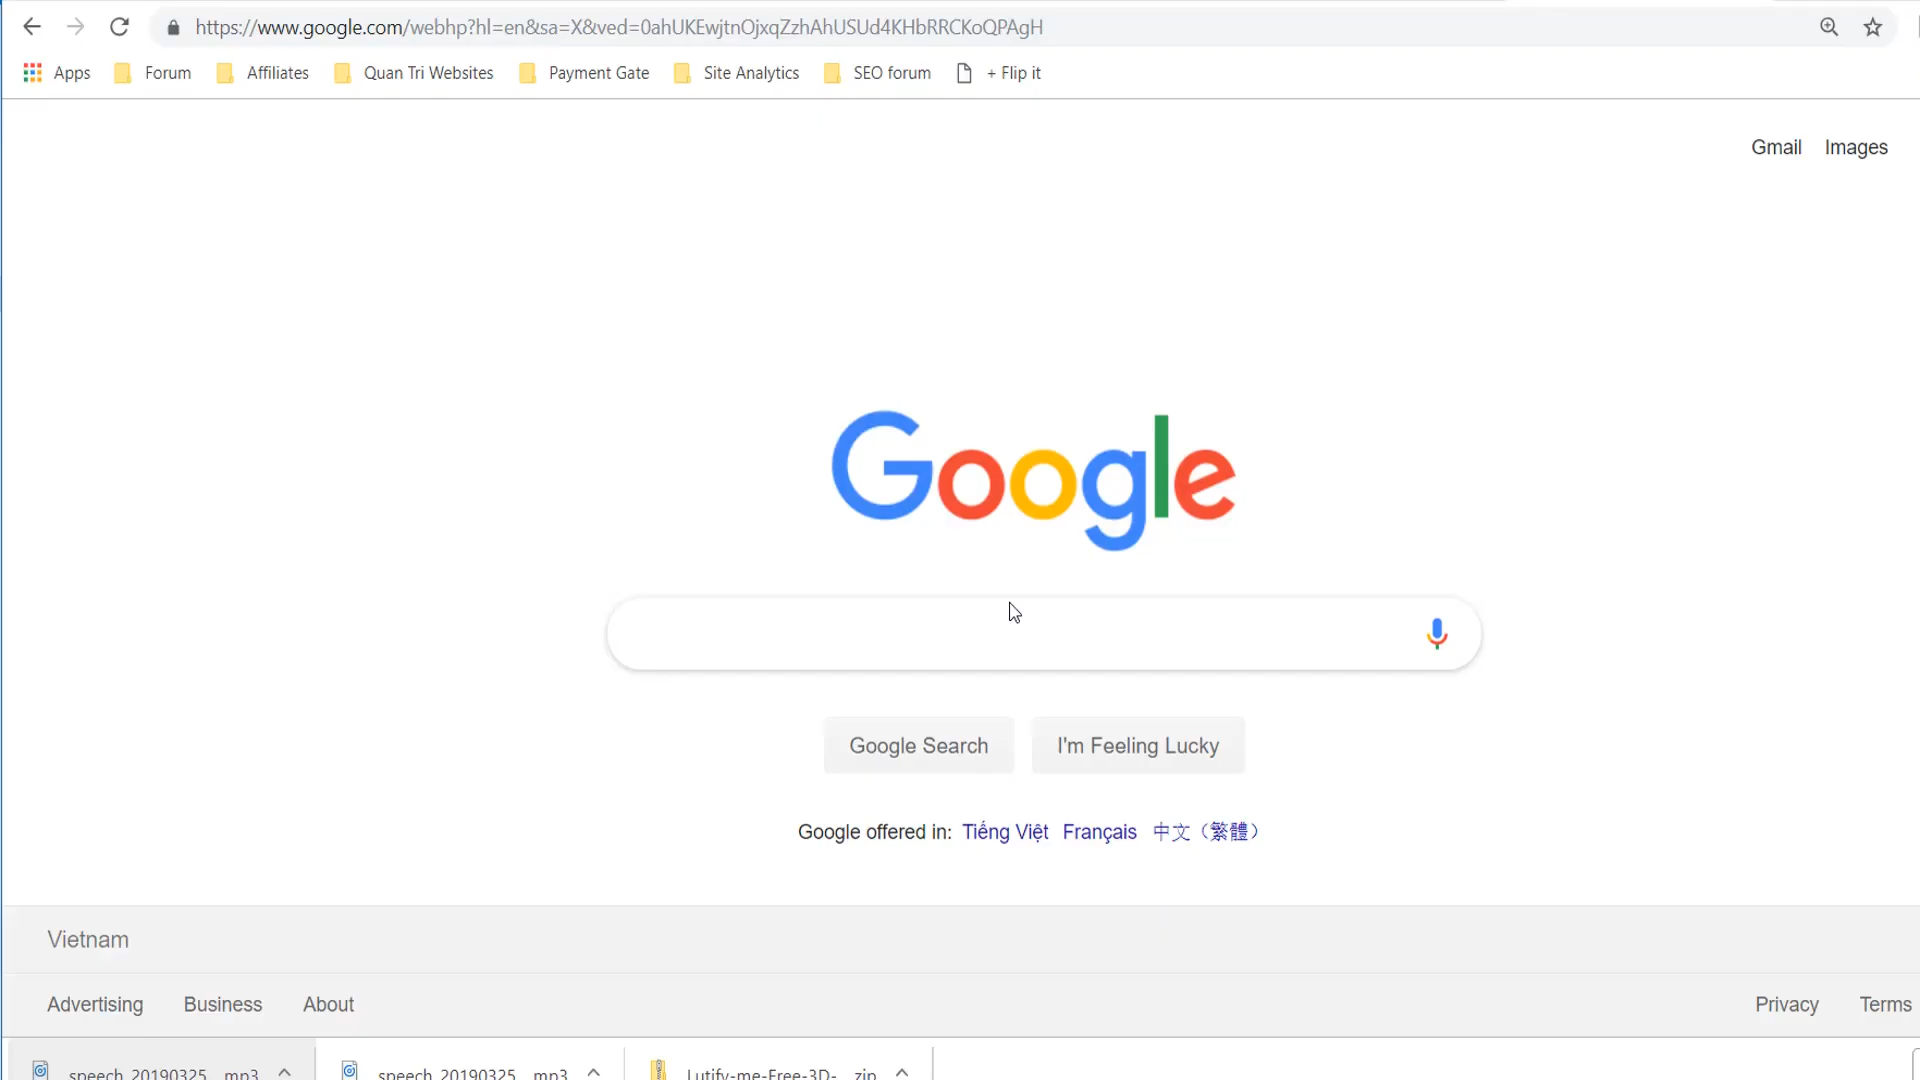 https://www.google.com/webhp?hl=en&sa=X&ved=0ahUKEwjtnOjxqZzhAhUSUd4KHbRRCKoQPAgH
Apps Forum Affiliates Quan Tri Websites Payment Gate Site Analytics SEO forum + Flip it
Gmail Images
Google
Google Search I'm Feeling Lucky
Google offered in: Tiếng Việt Français 中文（繁體）
Vietnam
Advertising Business About Privacy Terms
speech_20190325....mp3 speech_20190325....mp3 Lutify-me-Free-3D-....zip